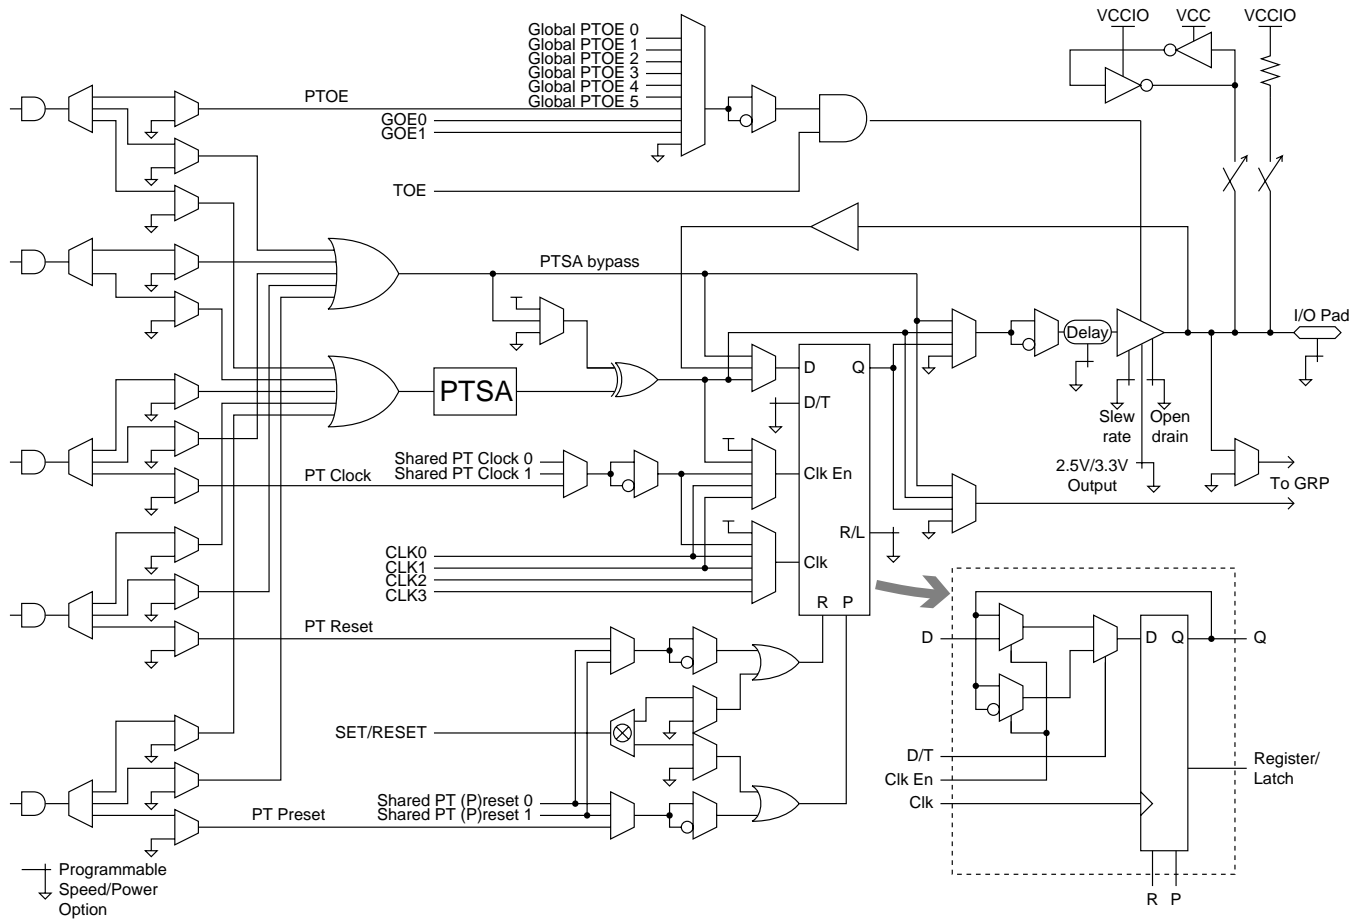 VCCIO
VCC
VCCIO
Global PTOE 0
Global PTOE 1
Global PTOE 2
Global PTOE 3
Global PTOE 4
Global PTOE 5
PTOE
GOE0
GOE1
TOE
PTSA bypass
I/O Pad
Delay
D
Q
PTSA
D/T
Slew
rate
Open
drain
Shared PT Clock 0
Shared PT Clock 1
PT Clock
Clk En
2.5V/3.3V
Output
To GRP
R/L
CLK0
CLK1
CLK2
CLK3
Clk
R P
PT Reset
D
D Q
Q
SET/RESET
D/T
Clk En
Clk
Register/
Latch
Shared PT (P)reset 0
Shared PT (P)reset 1
PT Preset
R P
Programmable
Speed/Power
Option